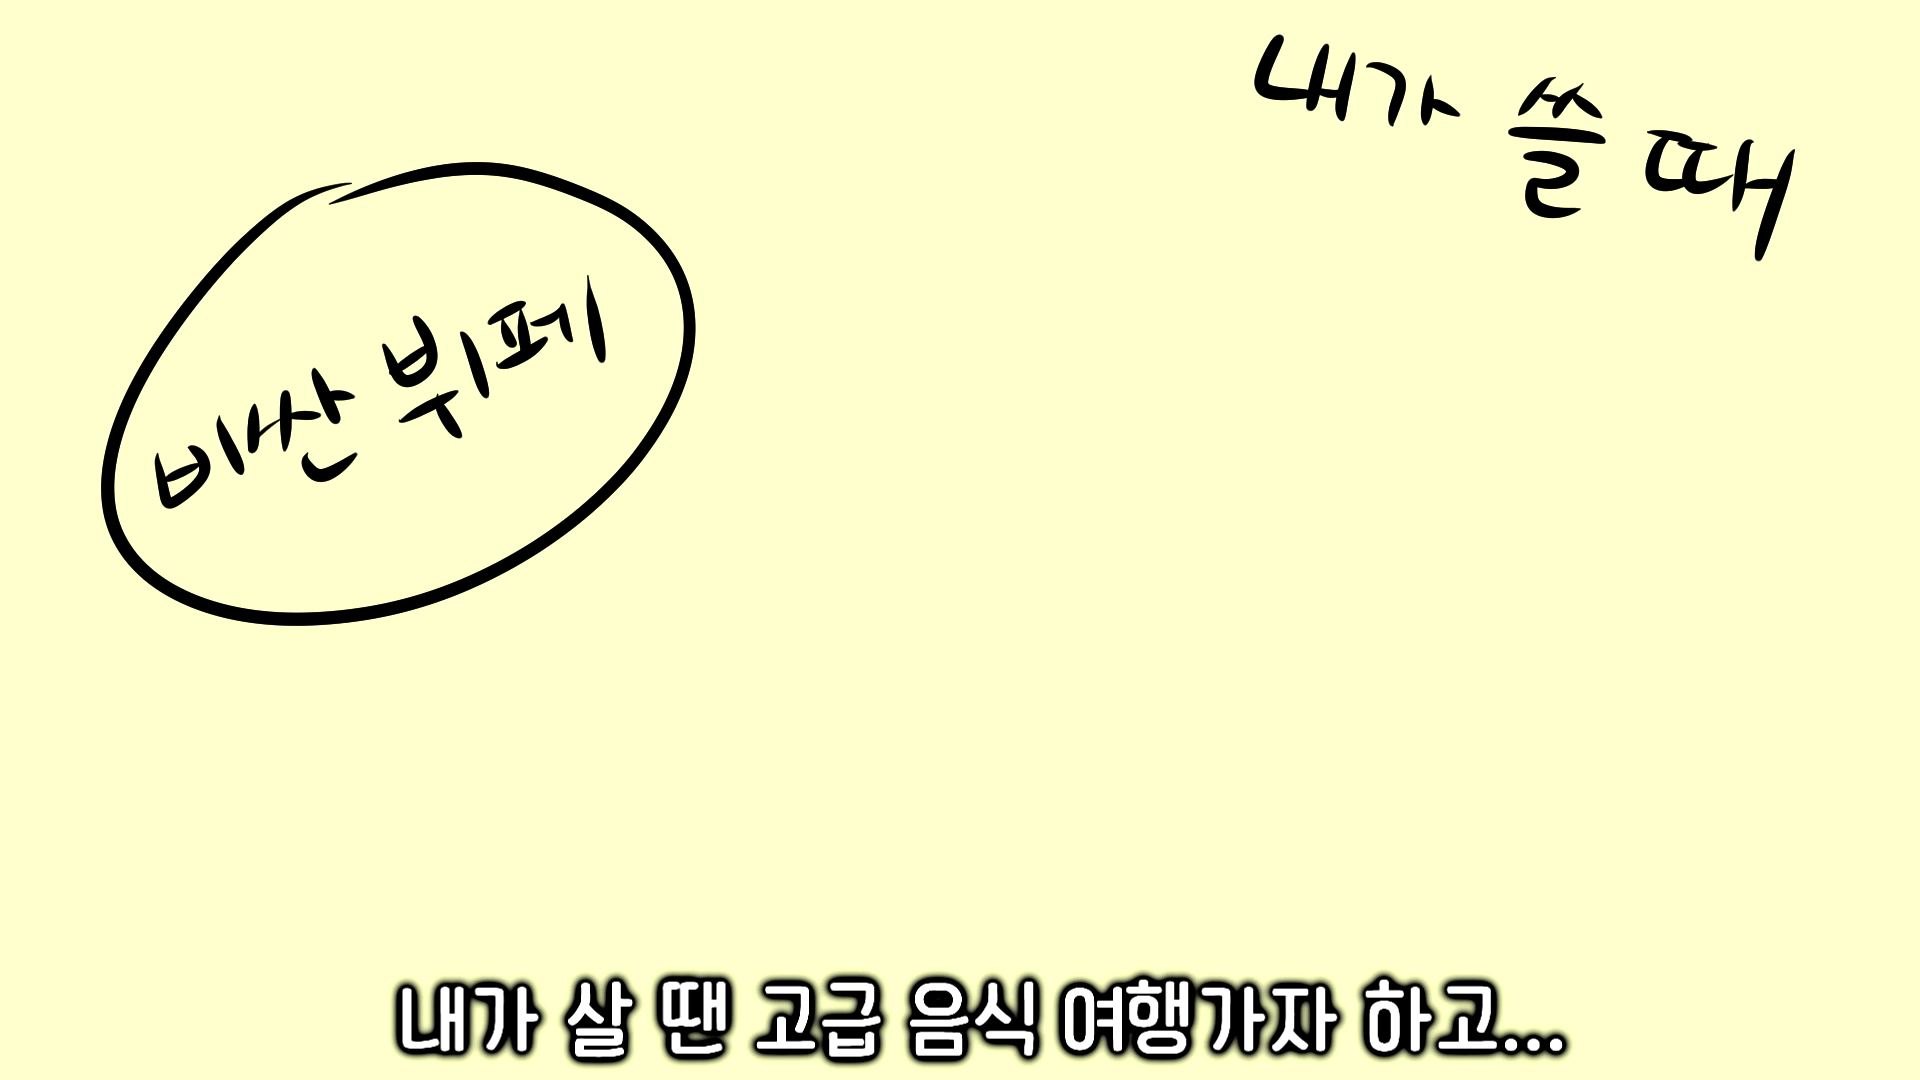 내가 쓸 때
비싼 뷔페
내가 살 땐 고급 음식 여행가자 하고...